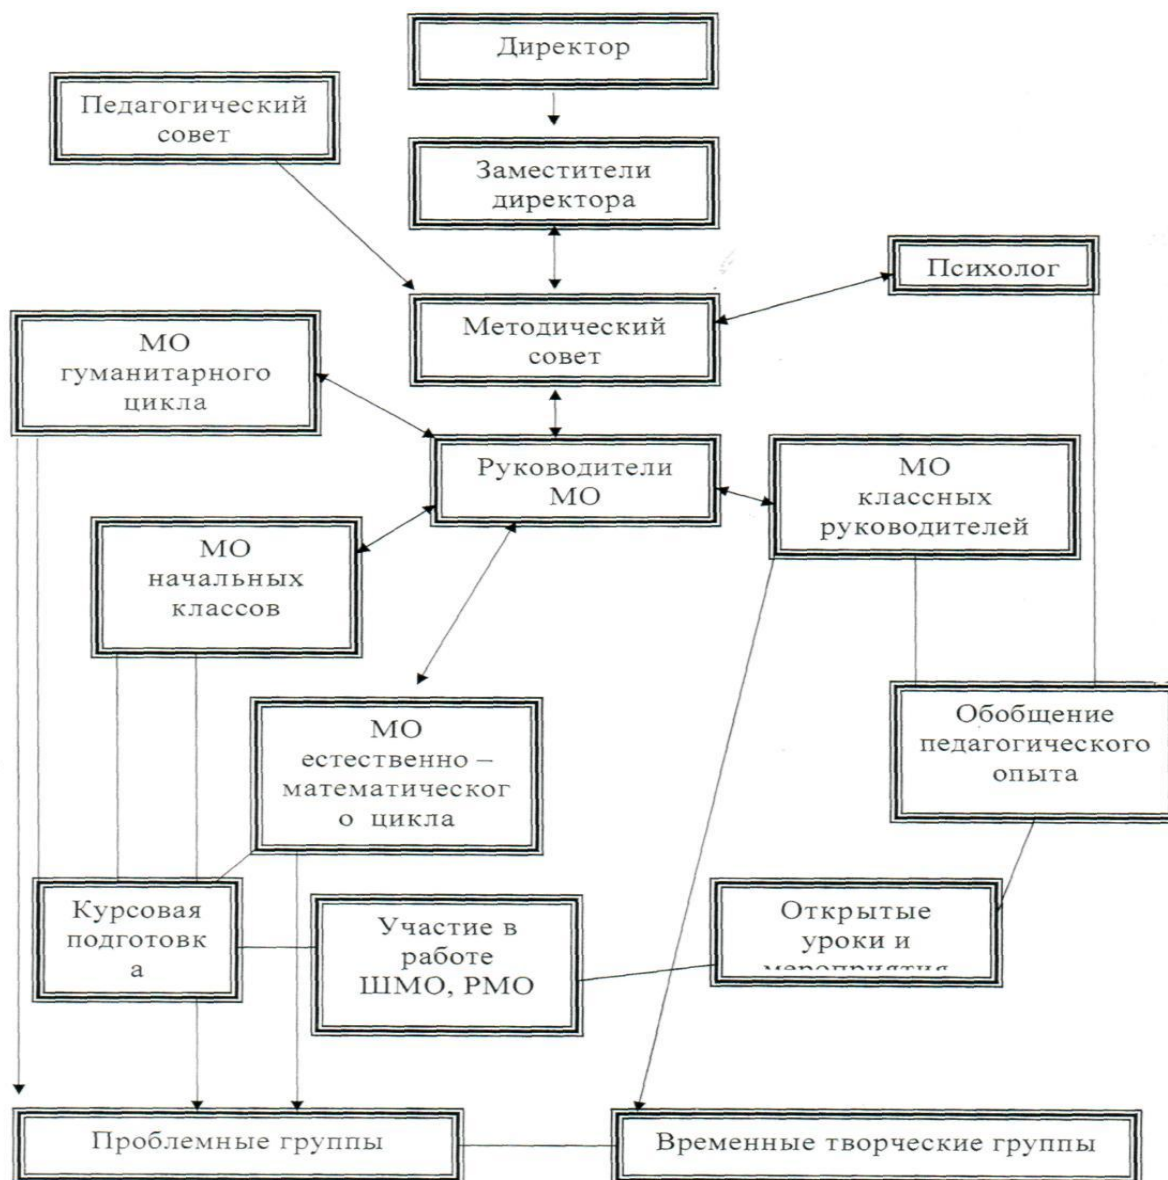 Директор
Педагогический
совет
Заместители
директора
Психолог
Методический
совет
МО
гуманитарного
цикла
Руководители
МО
МО
классных
руководителей
МО
начальных
классов
МО
естественно –
математическог
о цикла
Обобщение
педагогического
опыта
Курсовая
подготовк
а
Участие в
работе
ШМО, РМО
Открытые
уроки и
мероприятия
Проблемные группы
Временные творческие группы